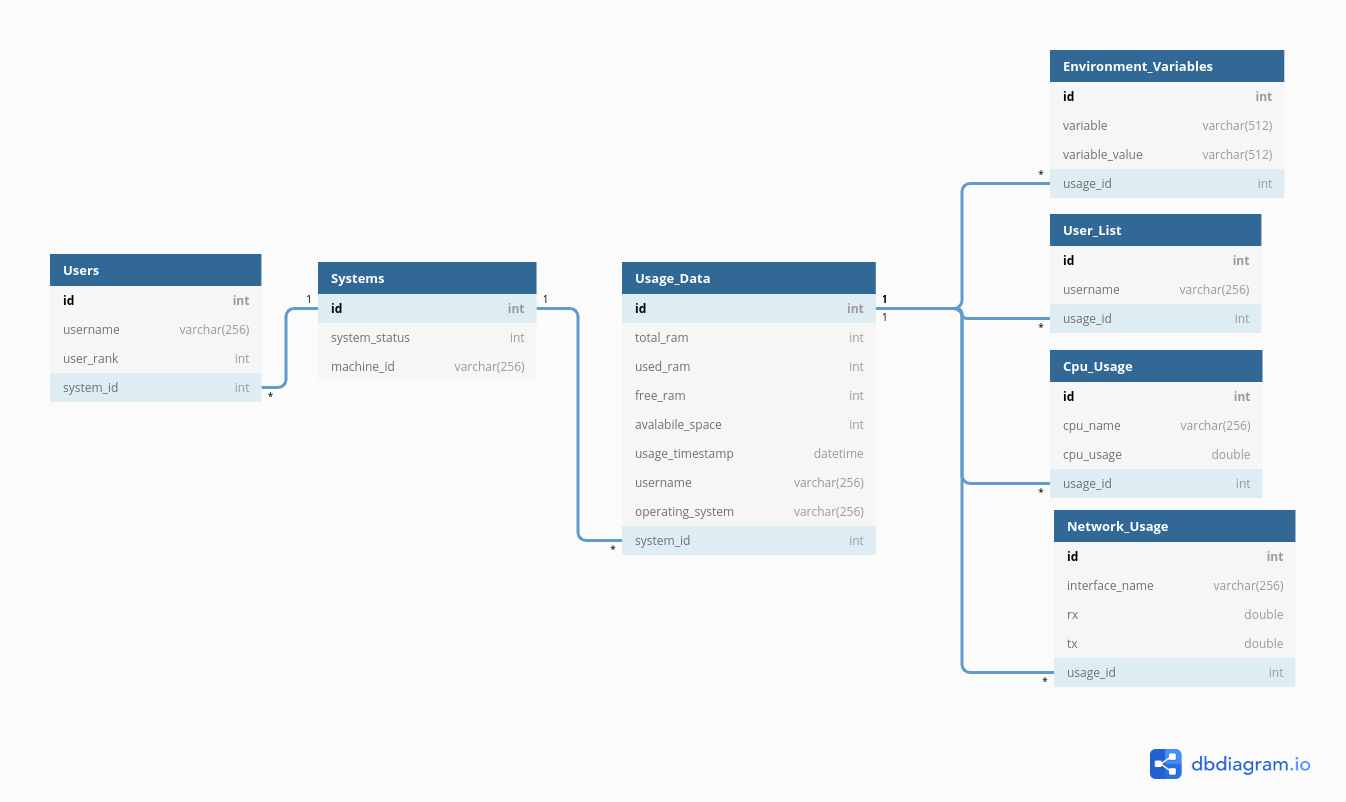 Users
id int
username varchar(256)
user_rank int
system_id int
*
1
Systems
id int
system_status int
machine_id varchar(256)
1
*
Usage_Data
id int
total_ram int
used_ram int
free_ram int
avalabile_space int
usage_timestamp datetime
username varchar(256)
operating_system varchar(256)
system_id int
1
1
Environment_Variables
id int
variable varchar(512)
variable_value varchar(512)
* usage_id int
User_List
id int
username varchar(256)
usage_id int
*
Cpu_Usage
id int
cpu_name varchar(256)
cpu_usage double
usage_id int
*
Network_Usage
id int
interface_name varchar(256)
rx double
tx double
usage_id int
*
dbdiagram.io